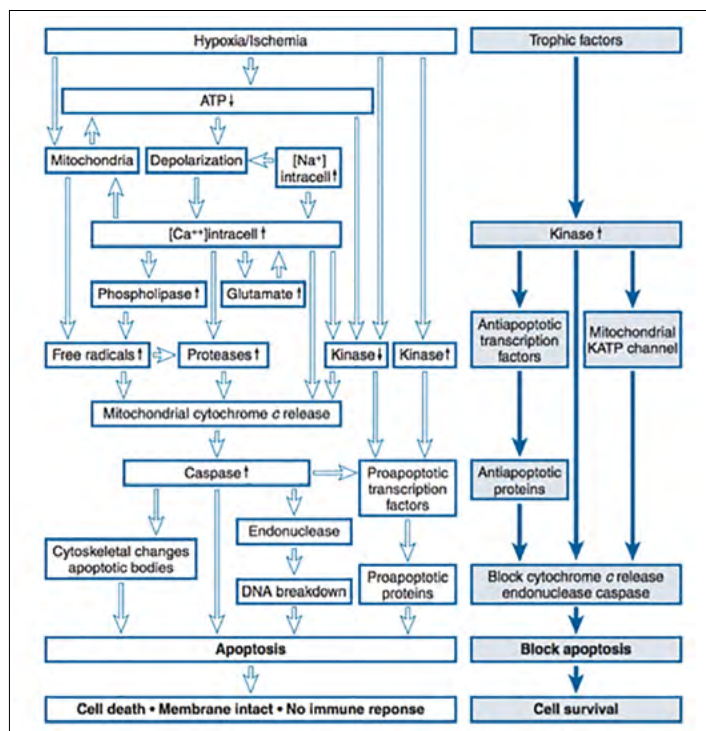 Hypoxia/Ischemia
Trophic factors
ATP↓
Mitochondria
Depolarization
[Na⁺]
intracell↑
[Ca⁺⁺]intracell↑
Kinase↑
Phospholipase↑
Glutamate↑
Antiapoptotic
transcription
factors
Mitochondrial
KATP channel
Free radicals↑
Proteases↑
Kinase↓
Kinase↑
Mitochondrial cytochrome c release
Caspase↑
Proapoptotic
transcription
factors
Antiapoptotic
proteins
Endonuclease
Cytoskeletal changes
apoptotic bodies
DNA breakdown
Proapoptotic
proteins
Block cytochrome c release
endonuclease caspase
Apoptosis
Block apoptosis
Cell death • Membrane intact • No immune reponse
Cell survival